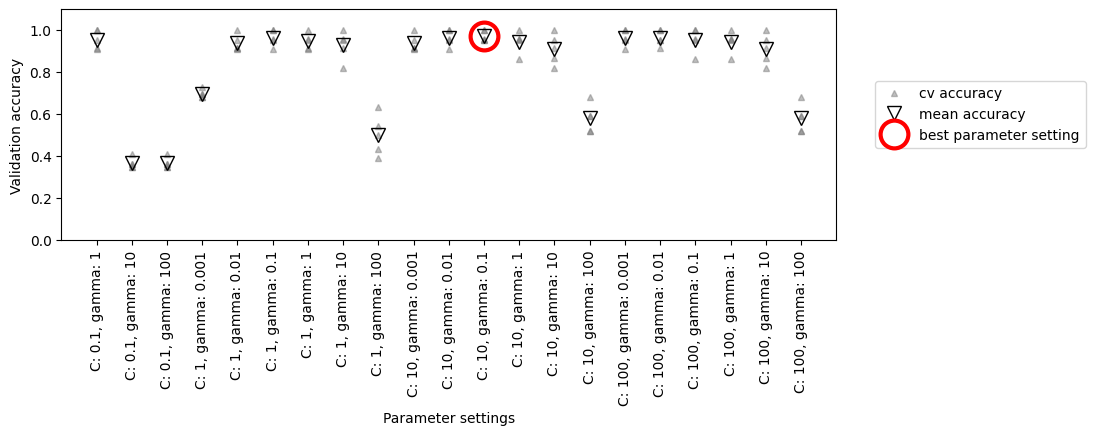 Validation accuracy
1.0
0.8
0.6
0.4
0.2
0.0
C: 0.1, gamma: 1
C: 0.1, gamma: 10
C: 0.1, gamma: 100
C: 1, gamma: 0.001
C: 1, gamma: 0.01
C: 1, gamma: 0.1
C: 1, gamma: 1
C: 1, gamma: 10
C: 1, gamma: 100
C: 10, gamma: 0.001
C: 10, gamma: 0.01
C: 10, gamma: 0.1
C: 10, gamma: 1
C: 10, gamma: 10
C: 10, gamma: 100
C: 100, gamma: 0.001
C: 100, gamma: 0.01
C: 100, gamma: 0.1
C: 100, gamma: 1
C: 100, gamma: 10
C: 100, gamma: 100
Parameter settings
cv accuracy
mean accuracy
best parameter setting